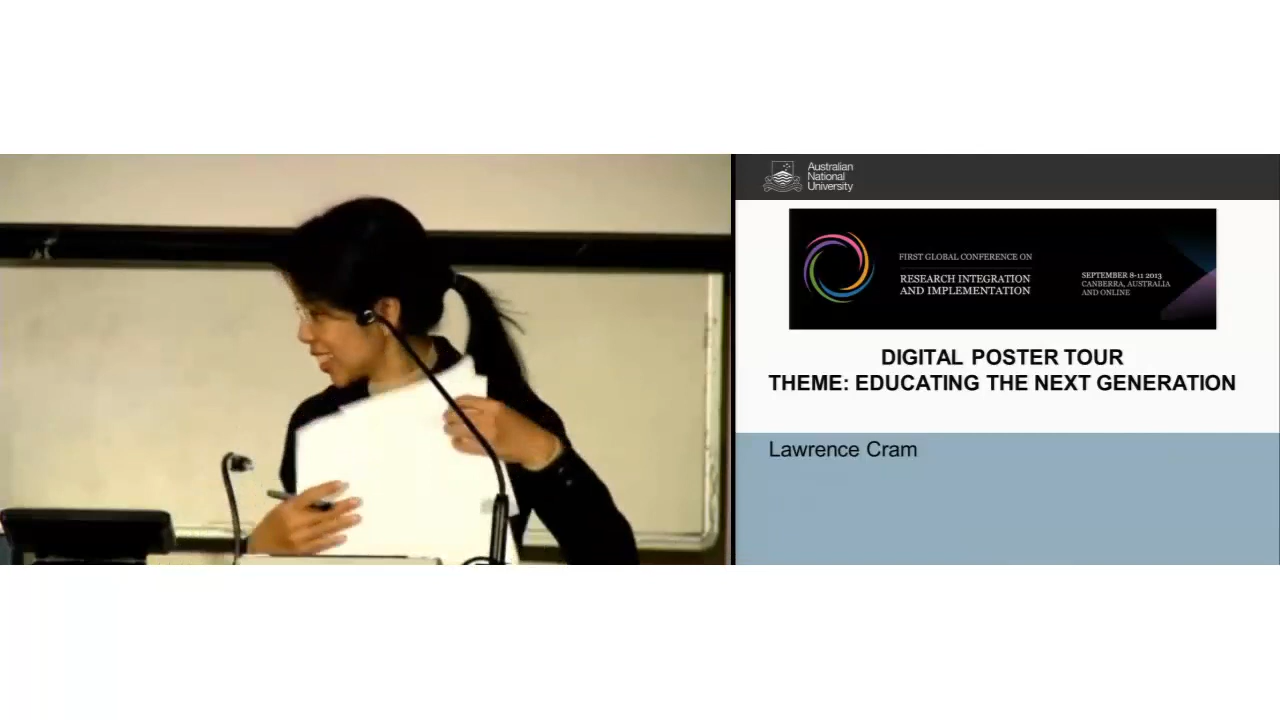 Australian
National
University
FIRST GLOBAL CONFERENCE ON
RESEARCH INTEGRATION
AND IMPLEMENTATION
SEPTEMBER 8-11 2013
CANBERRA, AUSTRALIA
AND ONLINE
DIGITAL POSTER TOUR
THEME: EDUCATING THE NEXT GENERATION
Lawrence Cram